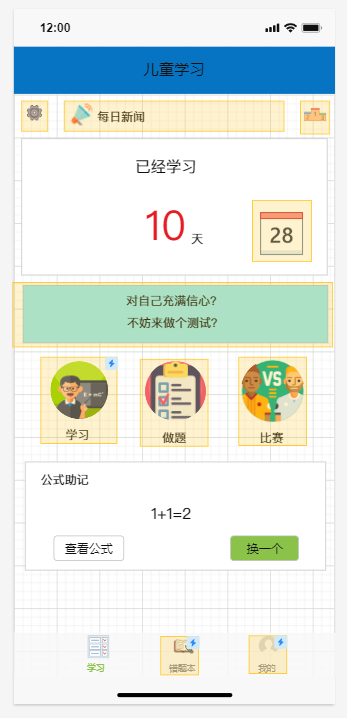 12:00
儿童学习
每日新闻
已经学习
10 天
28
对自己充满信心?
不妨来做个测试?
VS
学习
做题
比赛
公式助记
1+1=2
查看公式
换一个
学习
错题本
我的